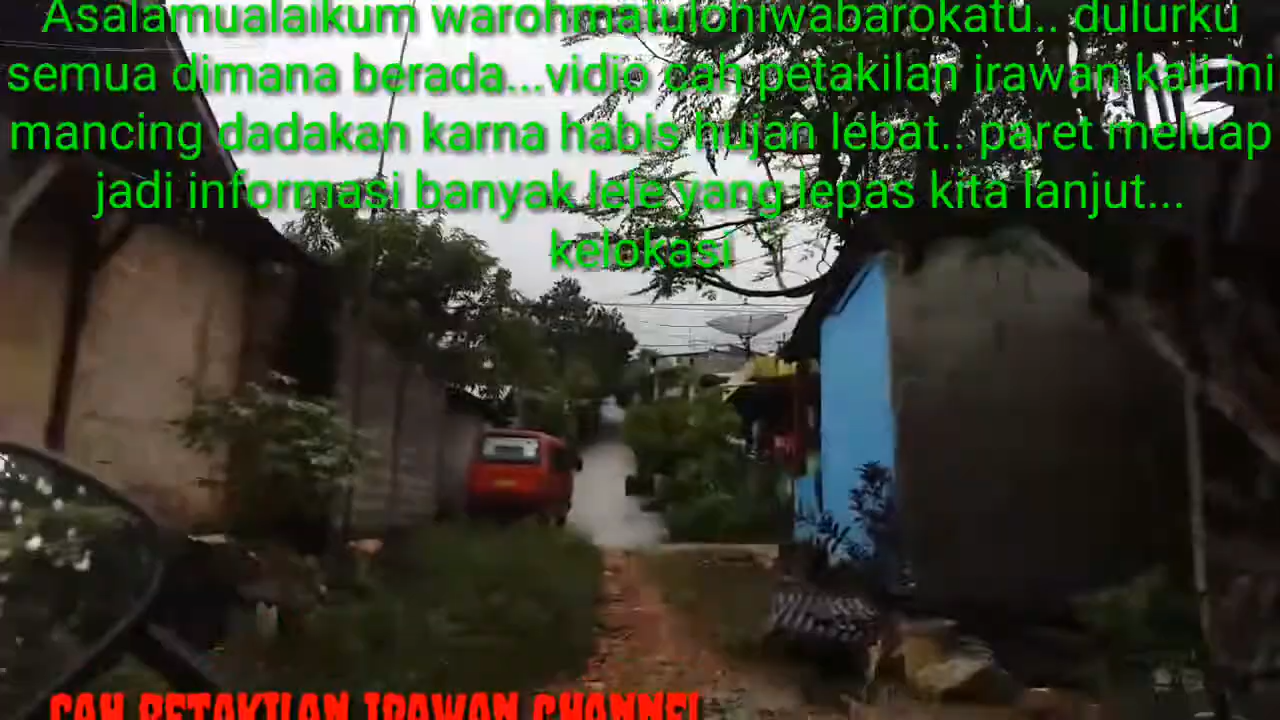 Asalamualaikum warohmatulohiwabarokatu.. dulurku
semua dimana berada...vidio cah petakilan irawan kali ini
mancing dadakan karna habis hujan lebat.. paret meluap
jadi informasi banyak lele yang lepas kita lanjut...
kelokasi
CAH PETAKILAN IRAWAN CHANNEL